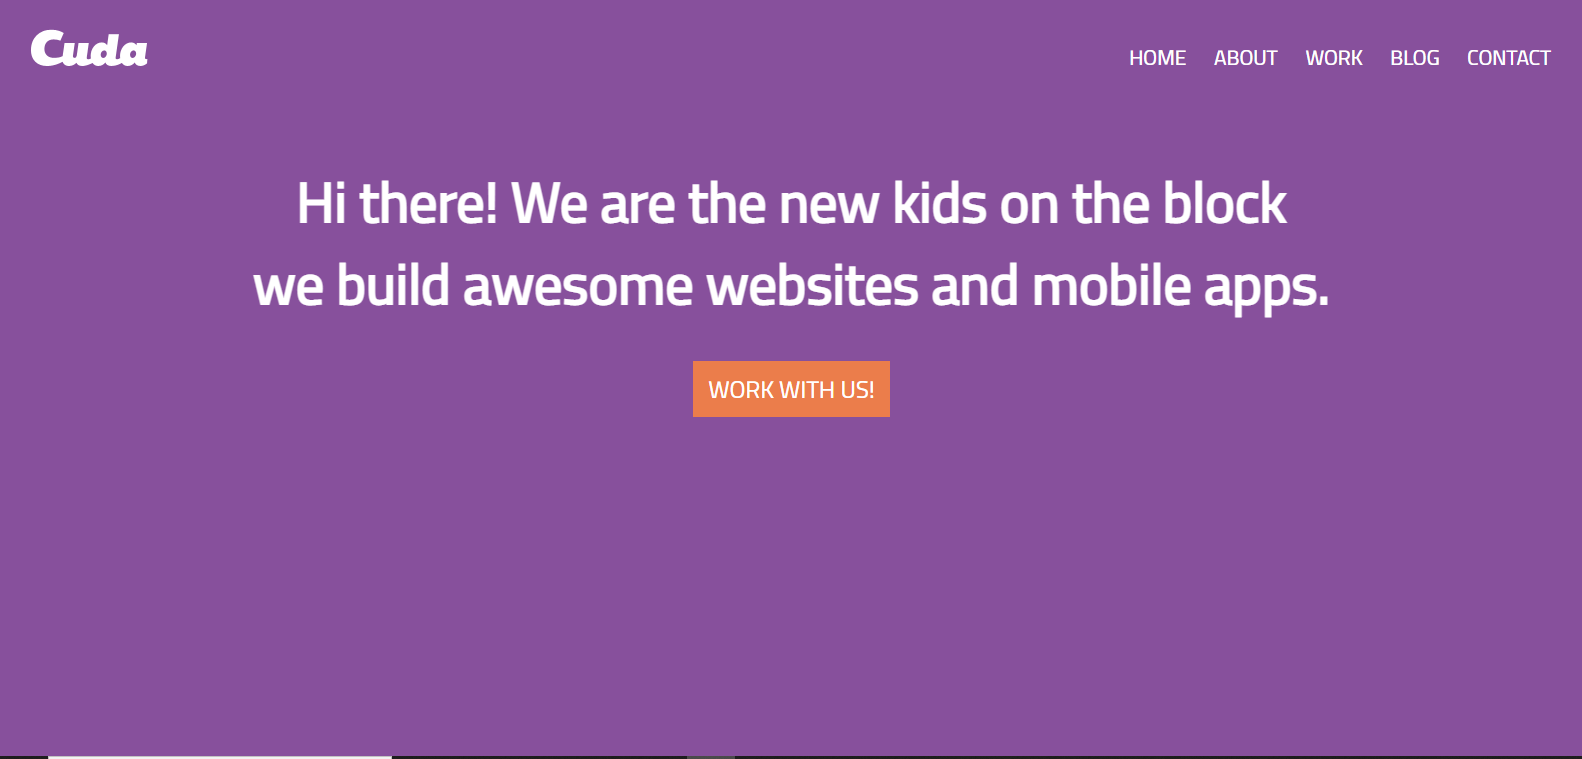 Cuda
HOME ABOUT WORK BLOG CONTACT
Hi there! We are the new kids on the block
we build awesome websites and mobile apps.
WORK WITH US!